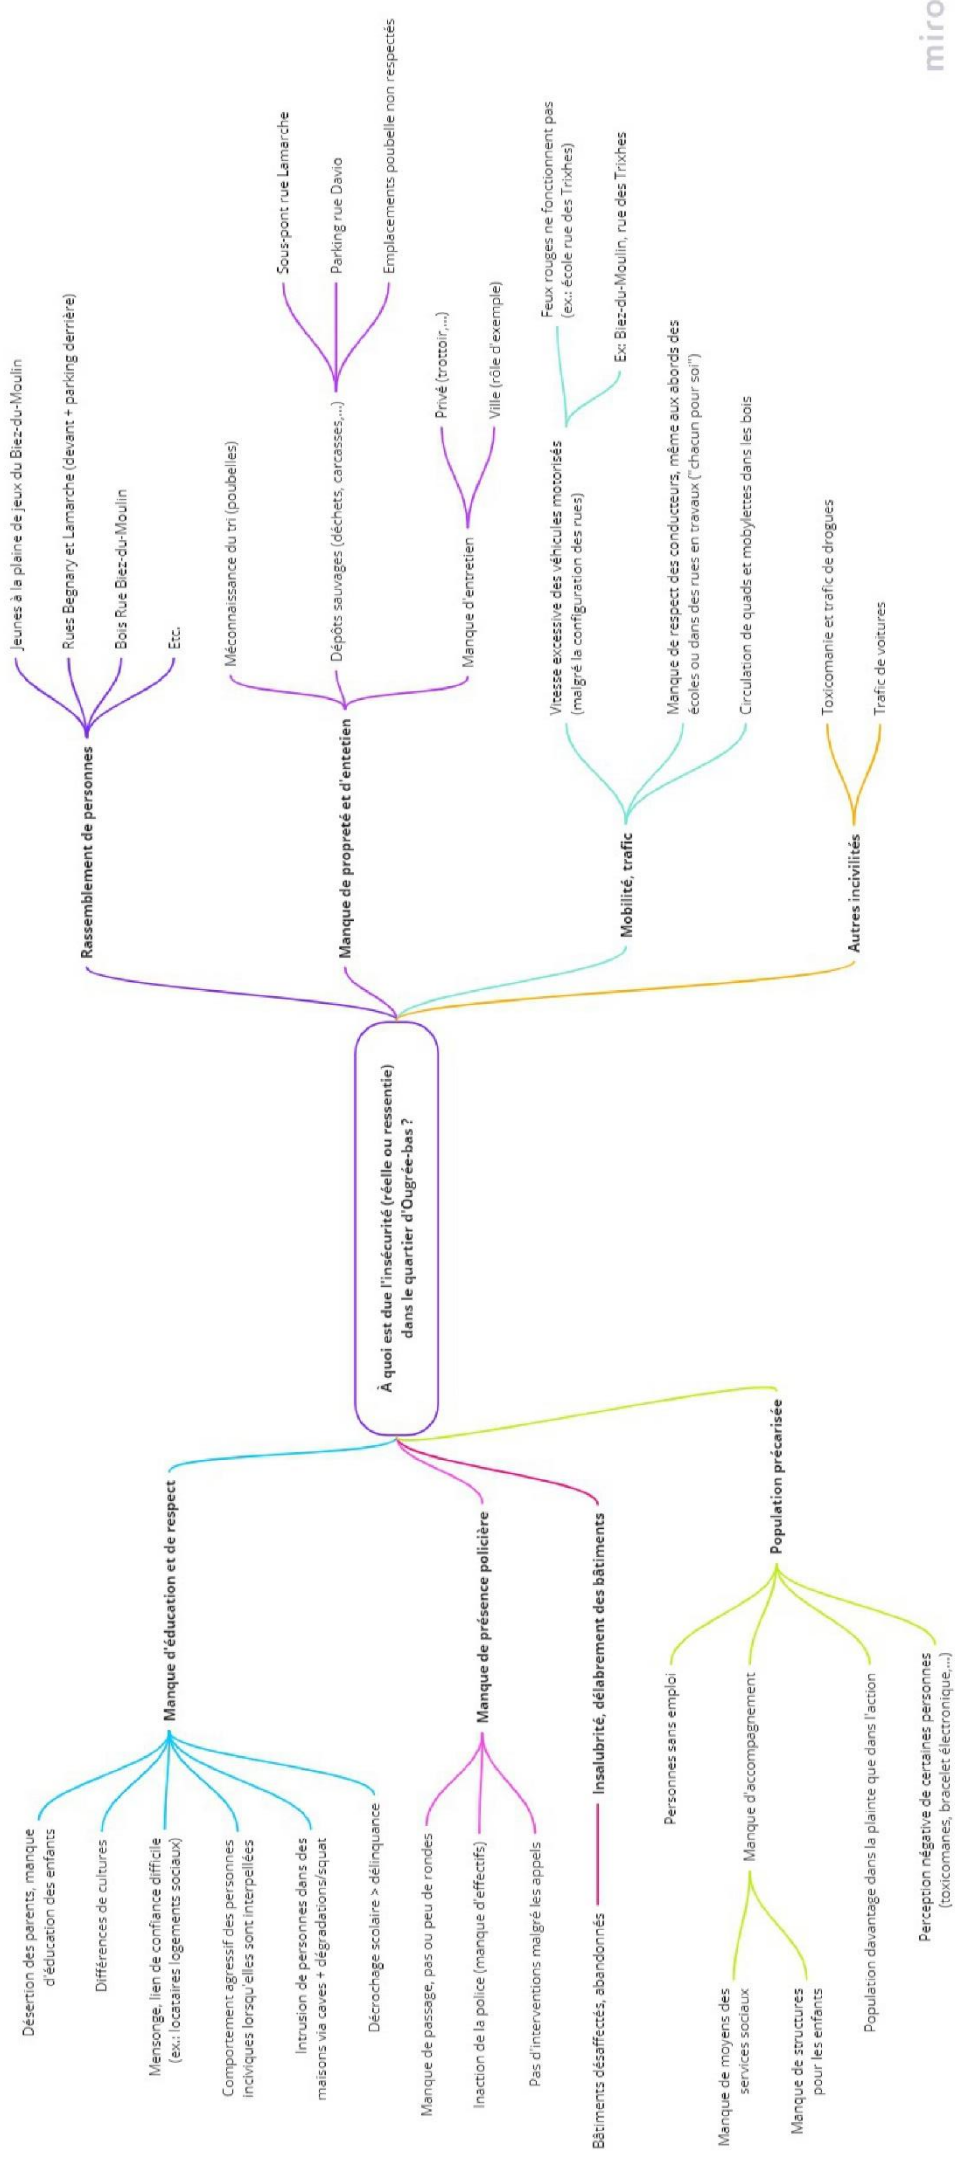 À quoi est due l'insécurité (réelle ou ressentie)
dans le quartier d'Ougrée-bas ?
Manque d'éducation et de respect
Désertion des parents, manque
d'éducation des enfants
Différences de cultures
Mensonge, lien de confiance difficile
(ex.: locataires logements sociaux)
Comportement agressif des personnes
inciviques lorsqu'elles sont interpellées
Intrusion de personnes dans des
maisons via caves + dégradations/squat
Décrochage scolaire > délinquance
Manque de présence policière
Manque de passage, pas ou peu de rondes
Inaction de la police (manque d'effectifs)
Pas d'interventions malgré les appels
Insalubrité, délabrement des bâtiments
Bâtiments désaffectés, abandonnés
Population précarisée
Personnes sans emploi
Manque d'accompagnement
Manque de moyens des
services sociaux
Manque de structures
pour les enfants
Population davantage dans la plainte que dans l'action
Perception négative de certaines personnes
(toxicomanes, bracelet électronique,...)
Rassemblement de personnes
Jeunes à la plaine de jeux du Biez-du-Moulin
Rues Begnary et Lamarche (devant + parking derrière)
Bois Rue Biez-du-Moulin
Etc.
Manque de propreté et d'entetien
Méconnaissance du tri (poubelles)
Dépôts sauvages (déchets, carcasses,...)
Sous-pont rue Lamarche
Parking rue Davio
Emplacements poubelle non respectés
Manque d'entretien
Privé (trottoir,...)
Ville (rôle d'exemple)
Mobilité, trafic
Vitesse excessive des véhicules motorisés
(malgré la configuration des rues)
Feux rouges ne fonctionnent pas
(ex.: école rue des Trixhes)
Ex: Biez-du-Moulin, rue des Trixhes
Manque de respect des conducteurs, même aux abords des
écoles ou dans des rues en travaux ("chacun pour soi")
Circulation de quads et mobylettes dans les bois
Autres incivilités
Toxicomanie et trafic de drogues
Trafic de voitures
miro